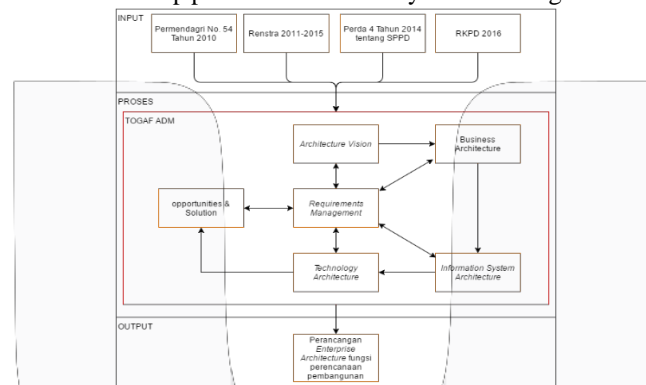 INPUT
Permendagri No. 54
Tahun 2010
Renstra 2011-2015
Perda 4 Tahun 2014
tentang SPPD
RKPD 2016
PROSES
TOGAF ADM
Architecture Vision
Business
Architecture
opportunities &
Solution
Requirements
Management
Technology
Architecture
Information System
Architecture
OUTPUT
Perancangan
Enterprise
Architecture fungsi
perencanaan
pembangunan